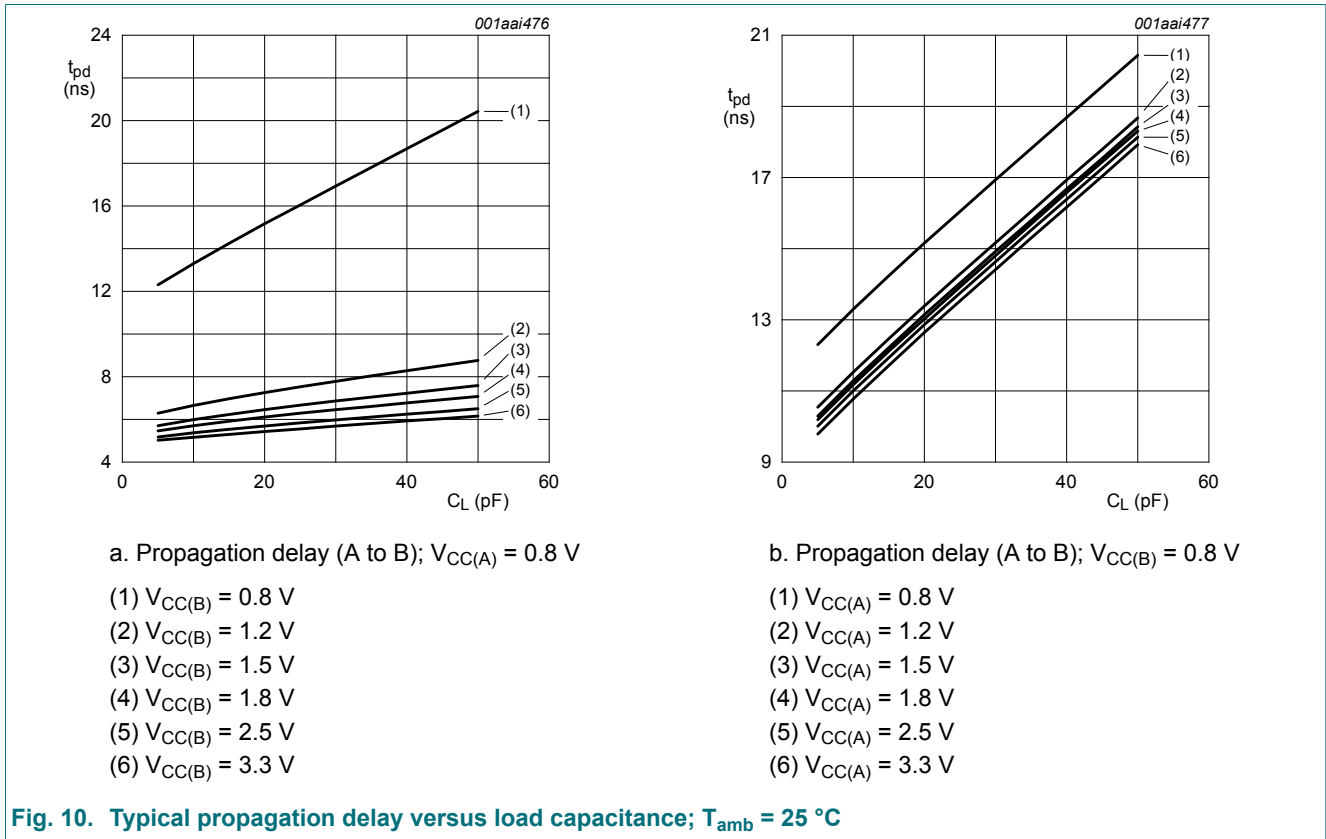 001aai476
24
20
16
12
8
4
t_pd
(ns)
(1)
(2)
(3)
(4)
(5)
(6)
0
20
40
60
C_L (pF)
a. Propagation delay (A to B); V_CC(A) = 0.8 V
(1) V_CC(B) = 0.8 V
(2) V_CC(B) = 1.2 V
(3) V_CC(B) = 1.5 V
(4) V_CC(B) = 1.8 V
(5) V_CC(B) = 2.5 V
(6) V_CC(B) = 3.3 V
001aai477
21
17
13
9
t_pd
(ns)
(1)
(2)
(3)
(4)
(5)
(6)
0
20
40
60
C_L (pF)
b. Propagation delay (A to B); V_CC(B) = 0.8 V
(1) V_CC(A) = 0.8 V
(2) V_CC(A) = 1.2 V
(3) V_CC(A) = 1.5 V
(4) V_CC(A) = 1.8 V
(5) V_CC(A) = 2.5 V
(6) V_CC(A) = 3.3 V
Fig. 10. Typical propagation delay versus load capacitance; T_amb = 25 °C